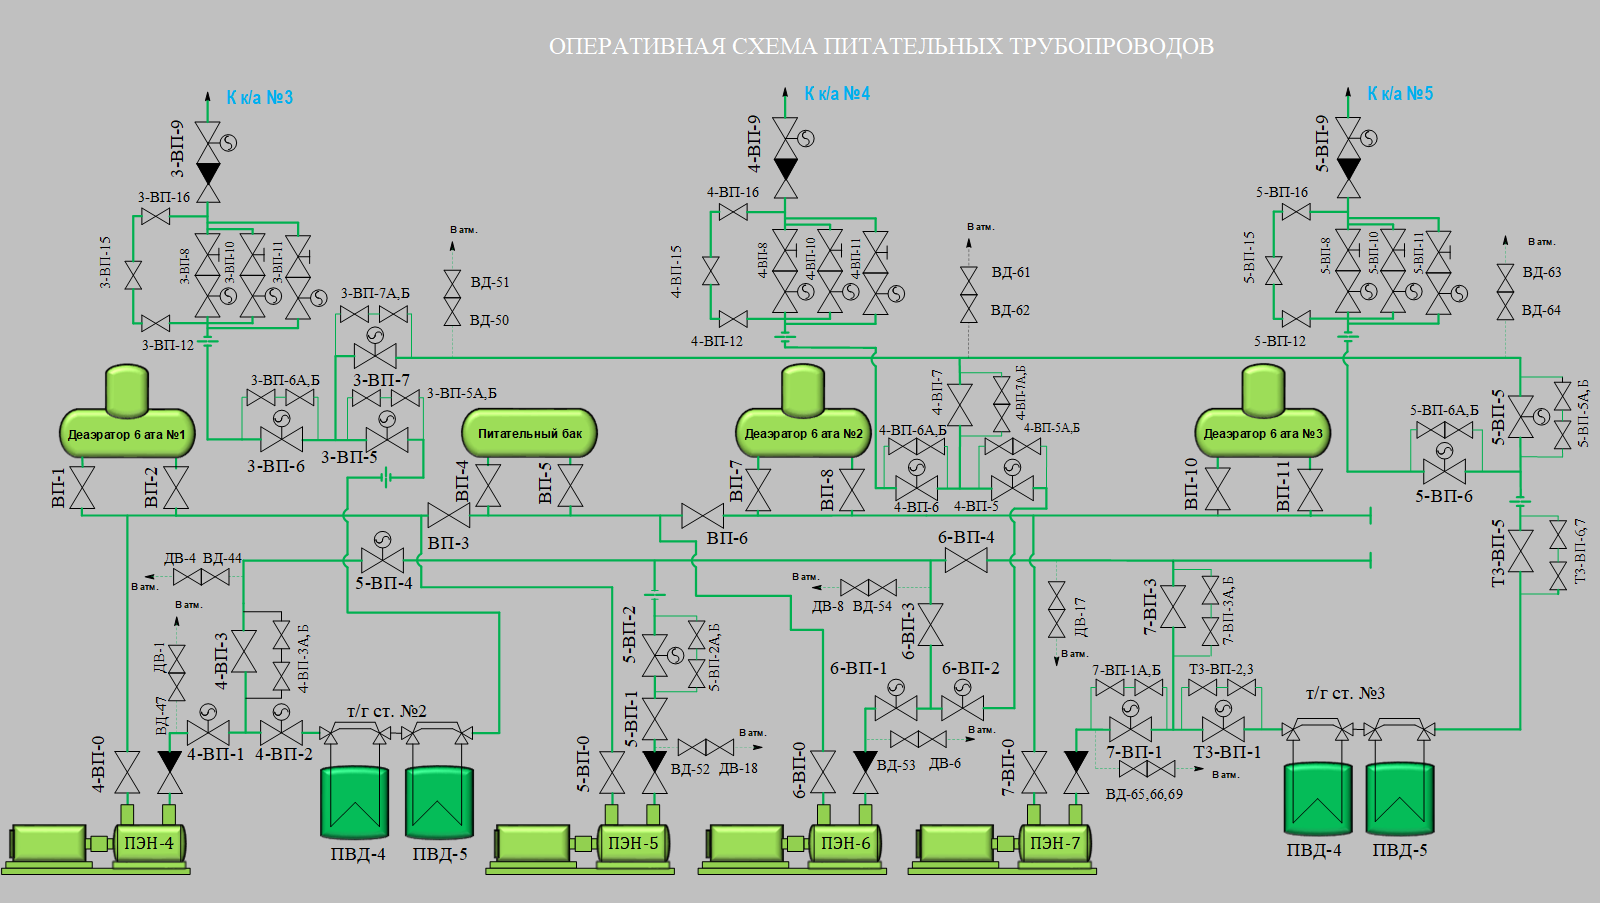 ОПЕРАТИВНАЯ СХЕМА ПИТАТЕЛЬНЫХ ТРУБОПРОВОДОВ
К к/а №3
К к/а №4
К к/а №5
3-ВП-9
4-ВП-9
5-ВП-9
3-ВП-16
4-ВП-16
5-ВП-16
3-ВП-15
3-ВП-8
3-ВП-10
3-ВП-11
4-ВП-15
4-ВП-8
4-ВП-10
4-ВП-11
5-ВП-15
5-ВП-8
5-ВП-10
5-ВП-11
В атм.
В атм.
В атм.
ВД-51
ВД-50
ВД-61
ВД-62
ВД-63
ВД-64
3-ВП-7А,Б
3-ВП-12
4-ВП-12
5-ВП-12
3-ВП-7
3-ВП-6А,Б
3-ВП-5А,Б
4-ВП-7
4-ВП-7А,Б
5-ВП-5
5-ВП-5А,Б
5-ВП-6А,Б
Деаэратор 6 ата №1
Питательный бак
Деаэратор 6 ата №2
Деаэратор 6 ата №3
4-ВП-6А,Б
4-ВП-5А,Б
3-ВП-6
3-ВП-5
ВП-1
ВП-2
ВП-4
ВП-5
ВП-7
ВП-8
4-ВП-6
4-ВП-5
ВП-10
ВП-11
5-ВП-6
ВП-3
ВП-6
6-ВП-4
ТЗ-ВП-5
ТЗ-ВП-6,7
ДВ-4
ВД-44
В атм.
5-ВП-4
В атм.
ДВ-8
ВД-54
В атм.
ДВ-17
В атм.
7-ВП-3
7-ВП-3А,Б
ДВ-1
4-ВП-3
4-ВП-3А,Б
5-ВП-2
5-ВП-2А,Б
6-ВП-3
6-ВП-1
6-ВП-2
7-ВП-1А,Б
ТЗ-ВП-2,3
ВД-47
т/г ст. №2
5-ВП-1
т/г ст. №3
4-ВП-0
4-ВП-1
4-ВП-2
5-ВП-0
ВД-52
ДВ-18
В атм.
6-ВП-0
ВД-53
ДВ-6
В атм.
7-ВП-0
7-ВП-1
ТЗ-ВП-1
В атм.
ВД-65,66,69
ПЭН-4
ПВД-4
ПВД-5
ПЭН-5
ПЭН-6
ПЭН-7
ПВД-4
ПВД-5